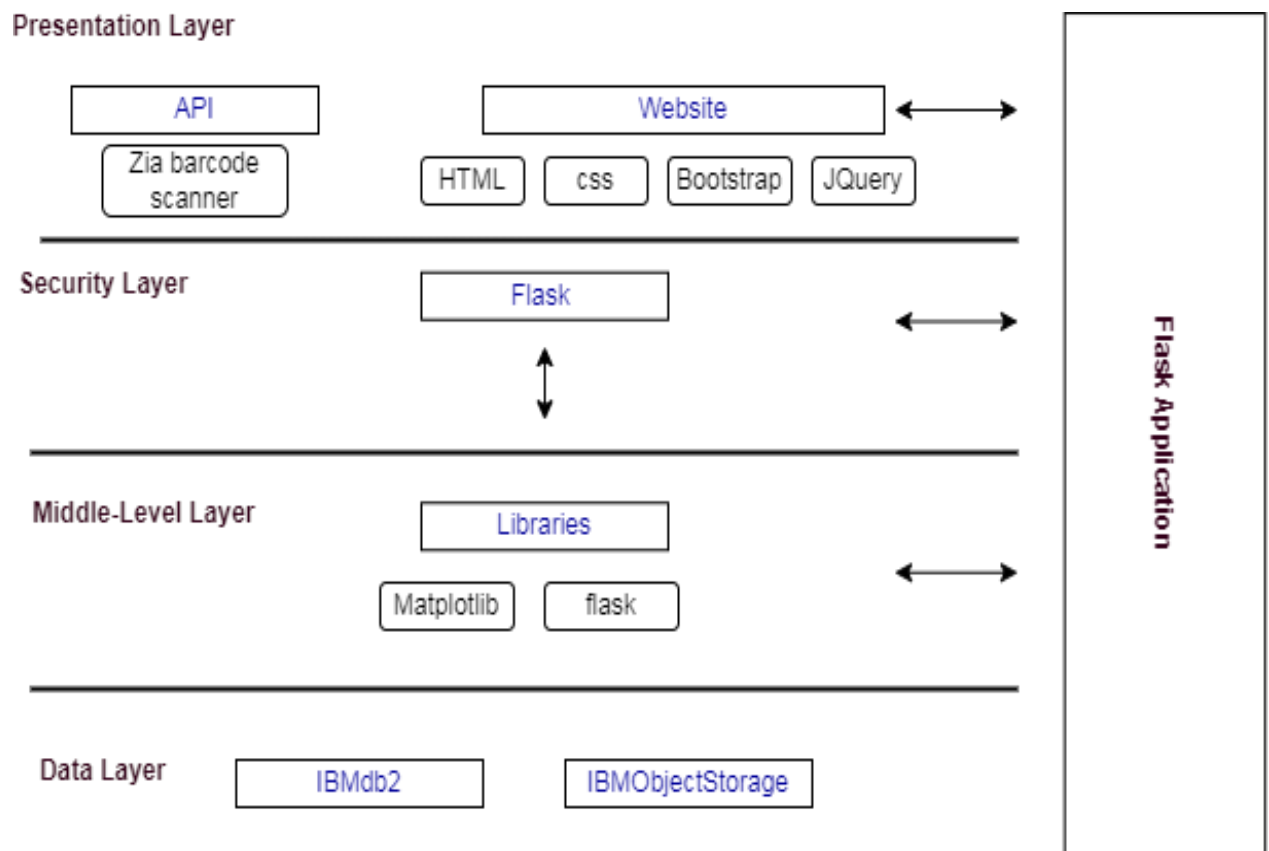 Presentation Layer
API
Website
Zia barcode
scanner
HTML
css
Bootstrap
JQuery
Security Layer
Flask
Middle-Level Layer
Libraries
Matplotlib
flask
Data Layer
IBMdb2
IBMObjectStorage
Flask Application